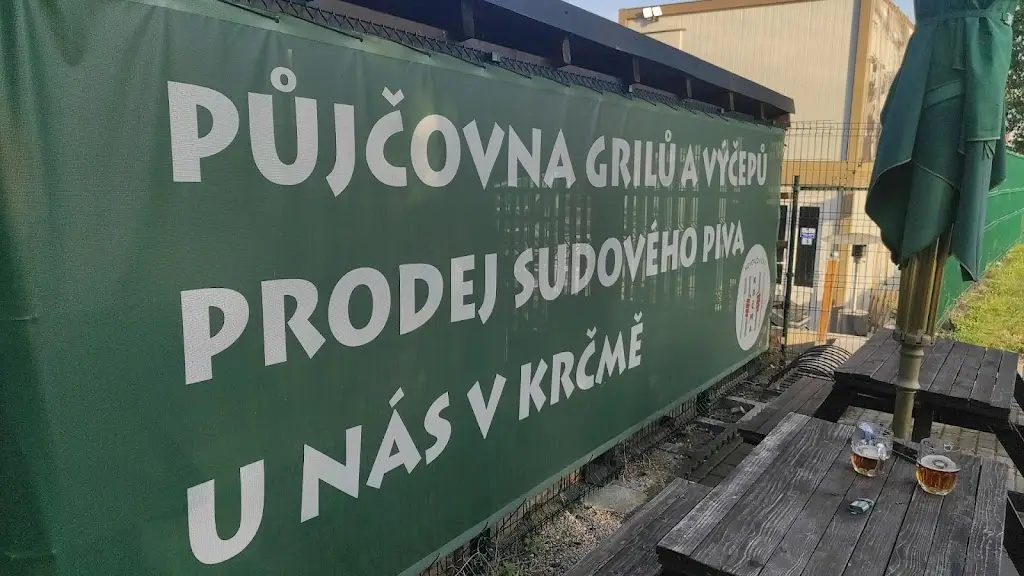 PŮJČOVNA GRILŮ A VÝČEPŮ
PRODEJ SUDOVÉHO PIVA
U NÁS V KRČMĚ